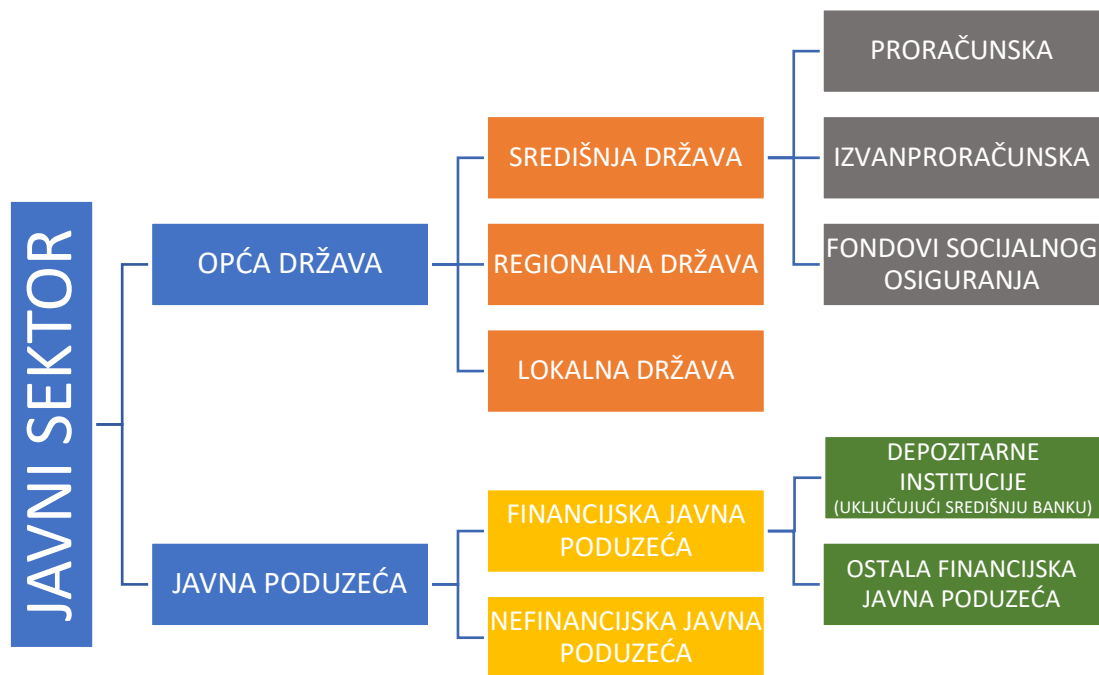 JAVNI SEKTOR
OPĆA DRŽAVA
SREDIŠNJA DRŽAVA
PRORAČUNSKA
IZVANPRORAČUNSKA
FONDOVI SOCIJALNOG
OSIGURANJA
REGIONALNA DRŽAVA
LOKALNA DRŽAVA
JAVNA PODUZEĆA
FINANCIJSKA JAVNA
PODUZEĆA
DEPOZITARNE
INSTITUCIJE
(UKLJUČUJUĆI SREDIŠNJU BANKU)
OSTALA FINANCIJSKA
JAVNA PODUZEĆA
NEFINANCIJSKA JAVNA
PODUZEĆA